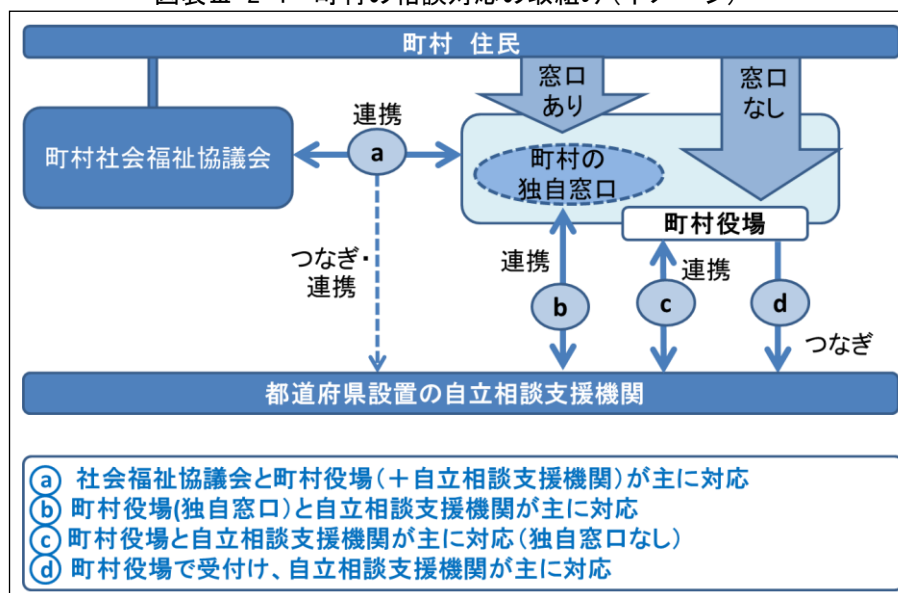 町村 住民
窓口
あり
窓口
なし
連携
町村社会福祉協議会
a
町村の
独自窓口
町村役場
つなぎ・
連携
連携
連携
b
c
d
つなぎ
都道府県設置の自立相談支援機関
a 社会福祉協議会と町村役場(+自立相談支援機関)が主に対応
b 町村役場(独自窓口)と自立相談支援機関が主に対応
c 町村役場と自立相談支援機関が主に対応(独自窓口なし)
d 町村役場で受付け、自立相談支援機関が主に対応